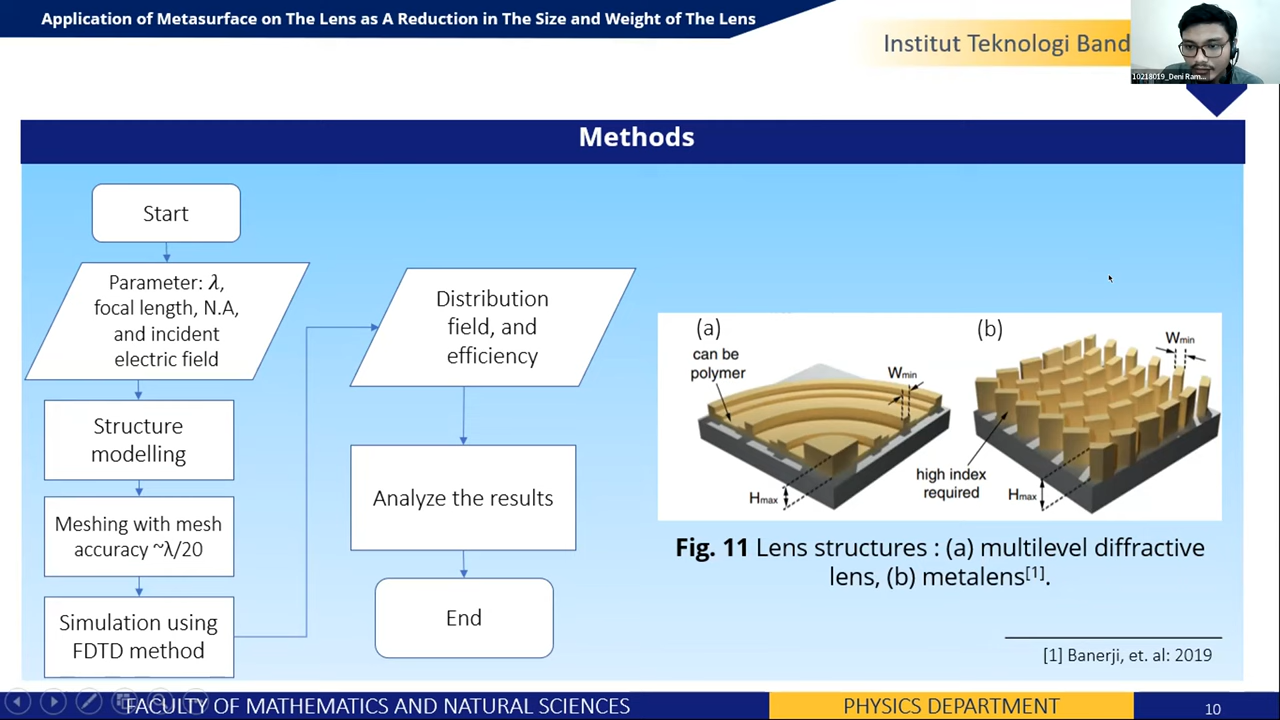 Application of Metasurface on The Lens as A Reduction in The Size and Weight of The Lens
Institut Teknologi Band
10218019_Deni Ram...
Methods
Start
Parameter: λ,
focal length, N.A,
and incident
electric field
Structure
modelling
Meshing with mesh
accuracy ~λ/20
Simulation using
FDTD method
Distribution
field, and
efficiency
Analyze the results
End
(a)
can be
polymer
Wmin
Hmax
(b)
Wmin
high index
required
Hmax
Fig. 11 Lens structures : (a) multilevel diffractive
lens, (b) metalens[1].
[1] Banerji, et. al: 2019
FACULTY OF MATHEMATICS AND NATURAL SCIENCES
PHYSICS DEPARTMENT
10